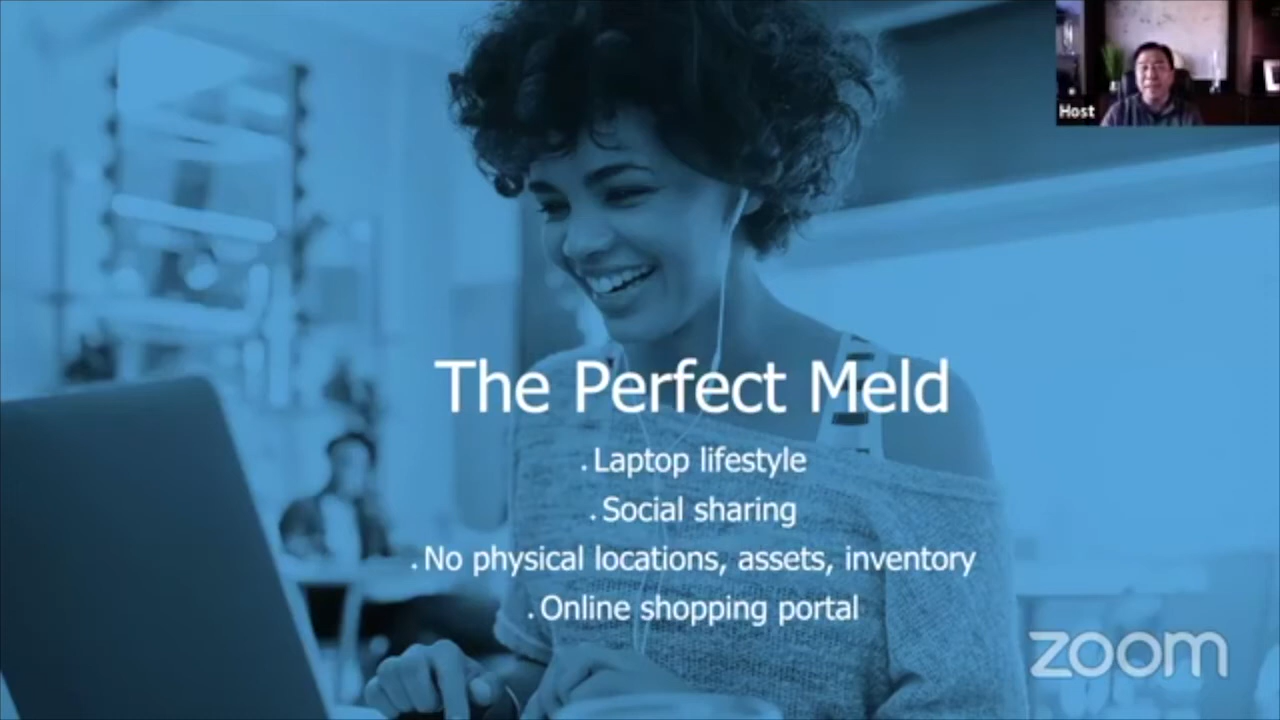 Host
The Perfect Meld
. Laptop lifestyle
. Social sharing
. No physical locations, assets, inventory
. Online shopping portal
zoom